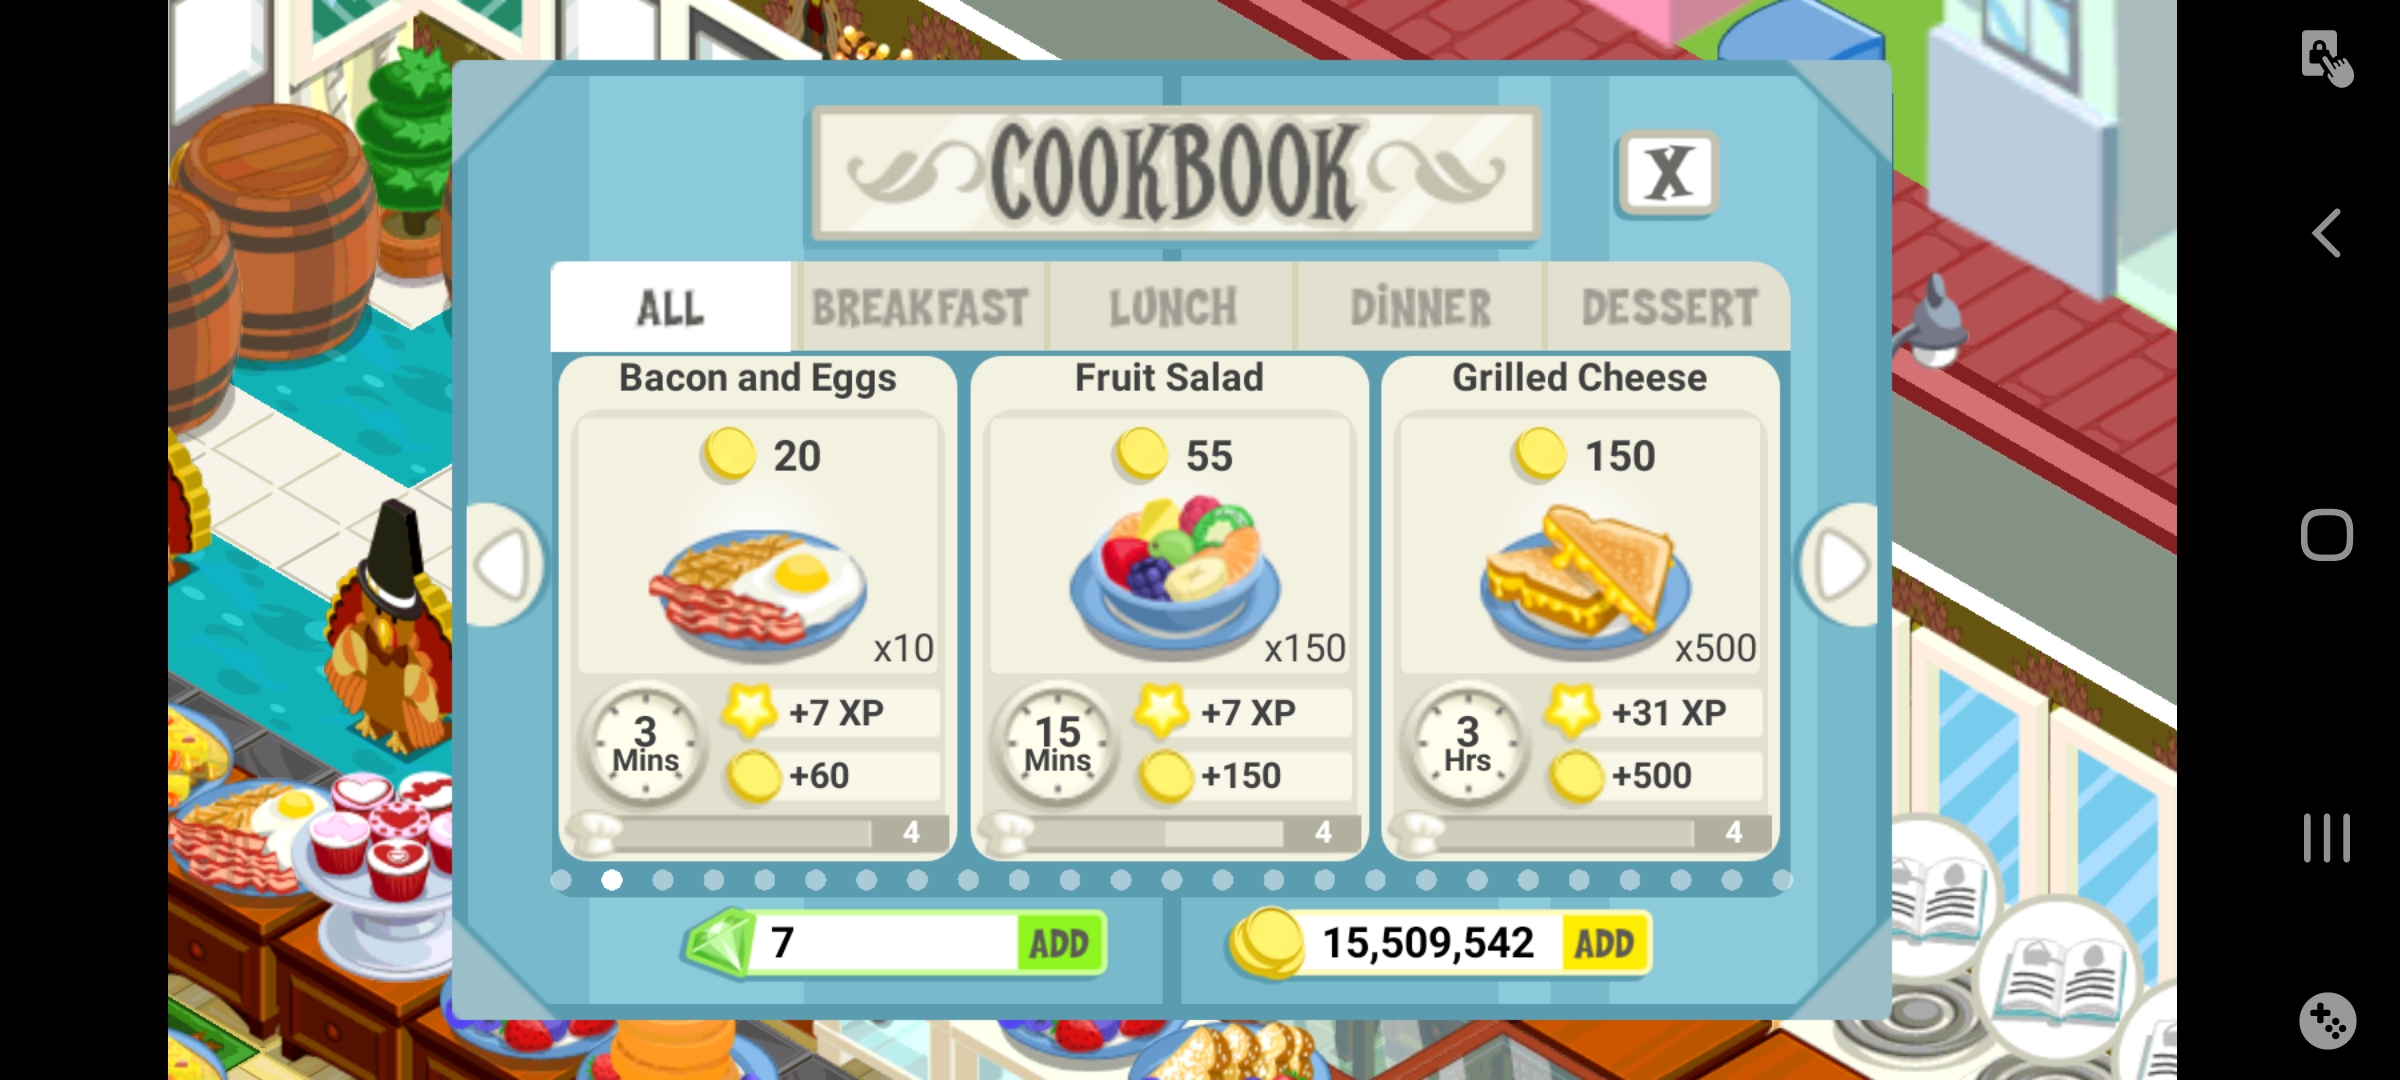 COOKBOOK
X
ALL BREAKFAST LUNCH DINNER DESSERT
Bacon and Eggs
20
x10
3 Mins
+7 XP
+60
4
Fruit Salad
55
x150
15 Mins
+7 XP
+150
4
Grilled Cheese
150
x500
3 Hrs
+31 XP
+500
4
7 ADD
15,509,542 ADD